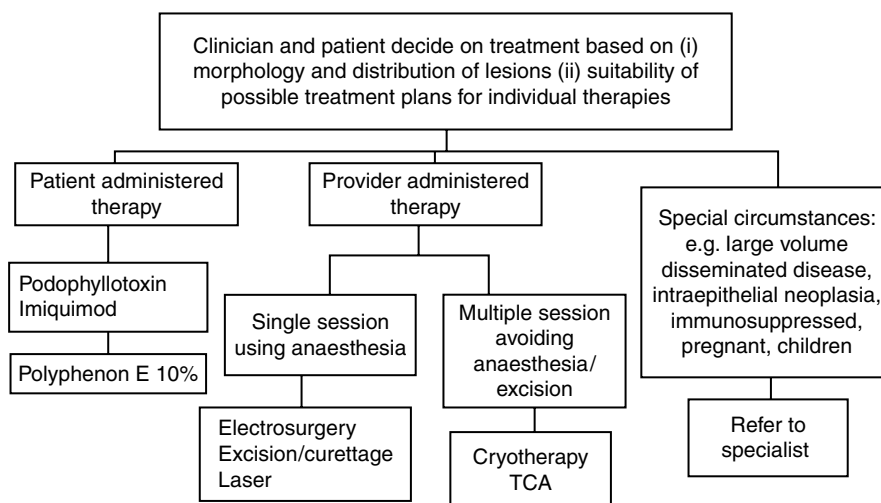 Clinician and patient decide on treatment based on (i)
morphology and distribution of lesions (ii) suitability of
possible treatment plans for individual therapies
Patient administered
therapy
Podophyllotoxin
Imiquimod
Polyphenon E 10%
Provider administered
therapy
Single session
using anaesthesia
Electrosurgery
Excision/curettage
Laser
Multiple session
avoiding
anaesthesia/
excision
Cryotherapy
TCA
Special circumstances:
e.g. large volume
disseminated disease,
intraepithelial neoplasia,
immunosuppressed,
pregnant, children
Refer to
specialist